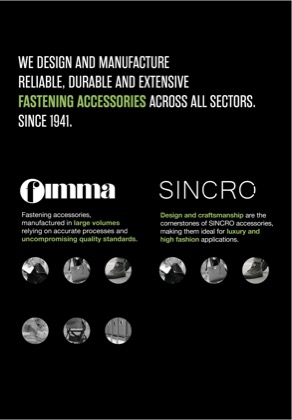 WE DESIGN AND MANUFACTURE
RELIABLE, DURABLE AND EXTENSIVE
FASTENING ACCESSORIES ACROSS ALL SECTORS.
SINCE 1941.
fimma
Fastening accessories,
manufactured in large volumes
relying on accurate processes and
uncompromising quality standards.
SINCRO
Design and craftsmanship are the
cornerstones of SINCRO accessories,
making them ideal for luxury and
high fashion applications.